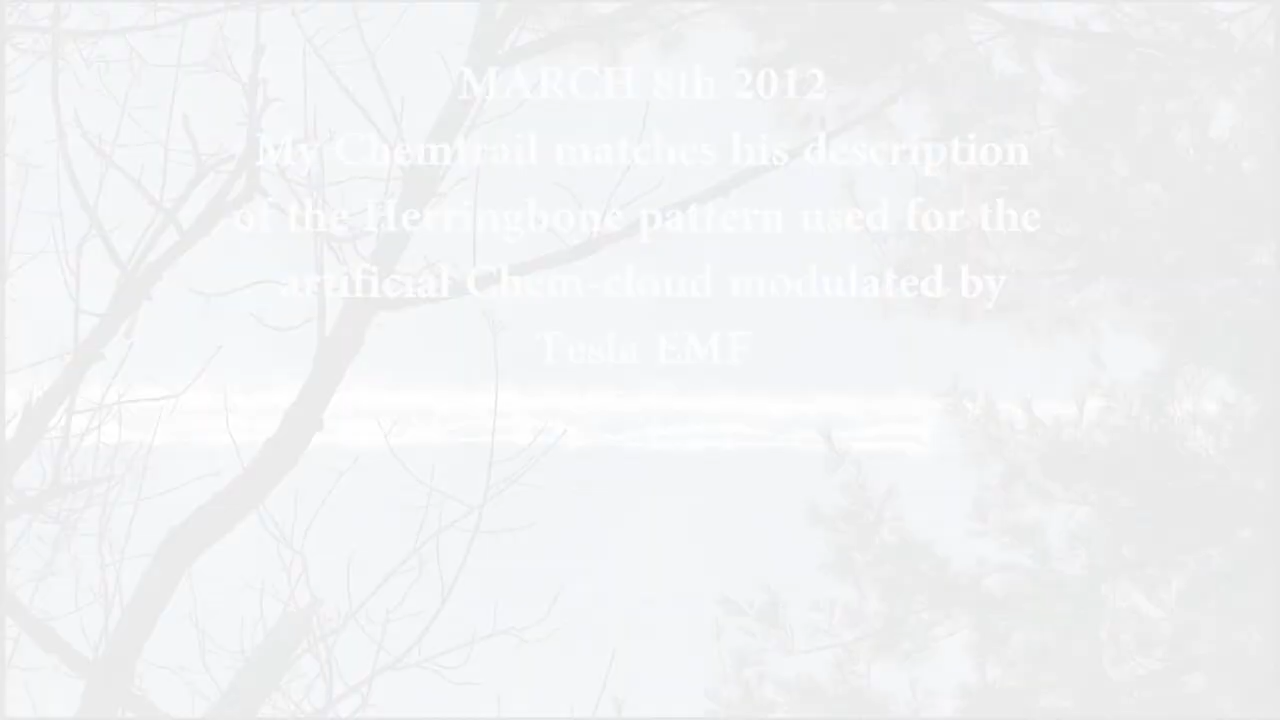 MARCH 8th 2012
My Chemtrail matches his description
of the Herringbone pattern used for the
artificial Chem-cloud modulated by
Tesla EMF